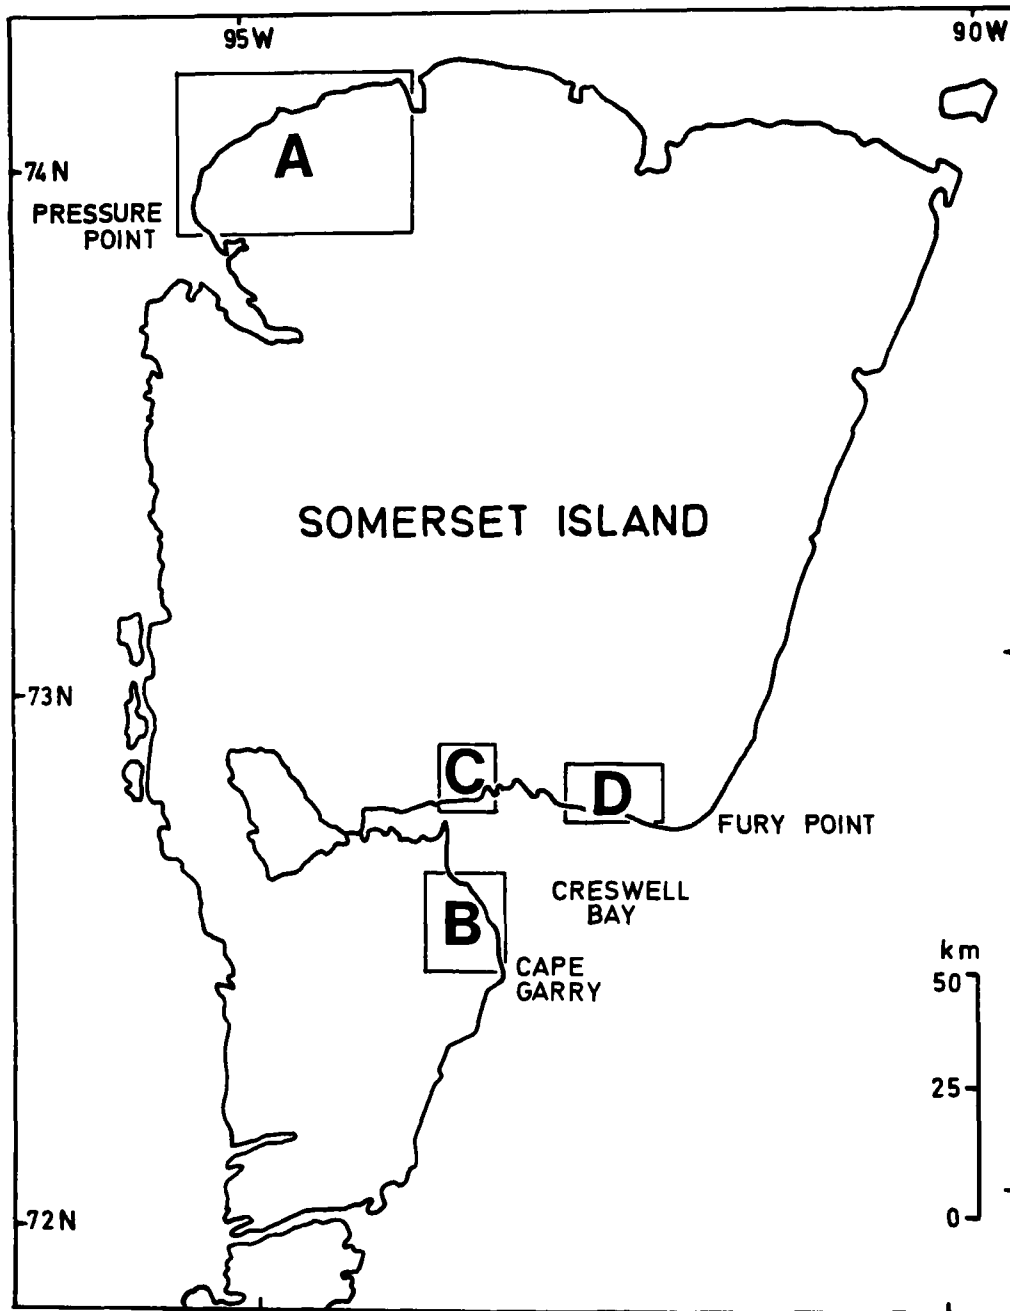 95W
90W
A
74N
PRESSURE
POINT
SOMERSET ISLAND
73N
C
D
FURY POINT
CRESWELL
BAY
B
CAPE
GARRY
km
50
25
72N
0